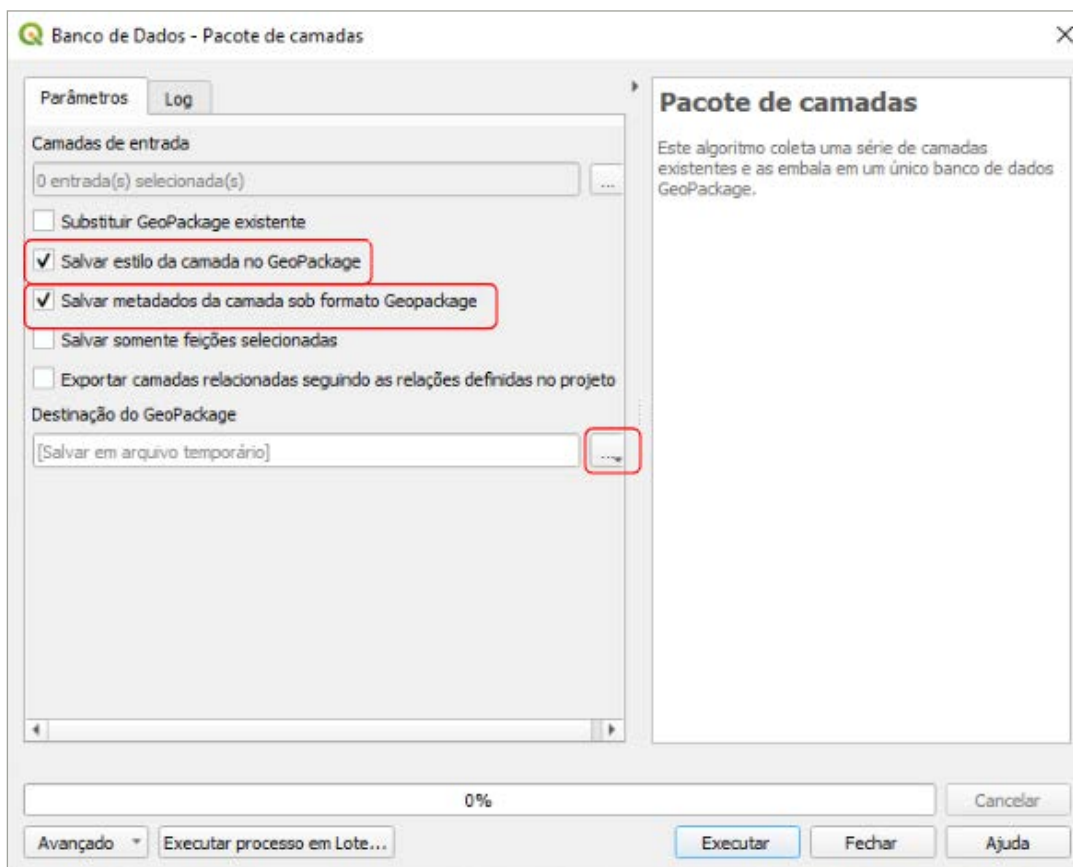 Banco de Dados - Pacote de camadas
Parâmetros
Log
Camadas de entrada
0 entrada(s) selecionada(s)
...
Substituir GeoPackage existente
Salvar estilo da camada no GeoPackage
Salvar metadados da camada sob formato Geopackage
Salvar somente feições selecionadas
Exportar camadas relacionadas seguindo as relações definidas no projeto
Destinação do GeoPackage
[Salvar em arquivo temporário]
...
Pacote de camadas
Este algoritmo coleta uma série de camadas
existentes e as embala em um único banco de dados
GeoPackage.
0%
Cancelar
Avançado
Executar processo em Lote...
Executar
Fechar
Ajuda